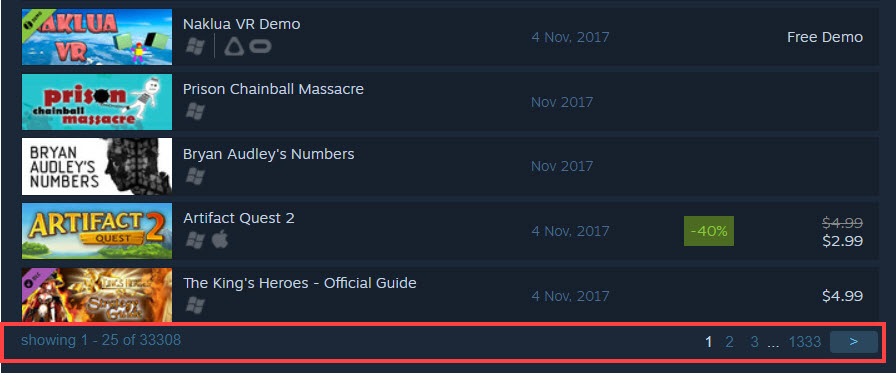 NAKLUA
VR
Naklua VR Demo
4 Nov, 2017
Free Demo
prison
chainball
massacre
Prison Chainball Massacre
Nov 2017
BRYAN
AUDLEY'S
NUMBERS
Bryan Audley's Numbers
Nov 2017
ARTIFACT 2
QUEST
Artifact Quest 2
4 Nov, 2017
-40%
$4.99
$2.99
The King's Heroes - Official Guide
4 Nov, 2017
$4.99
showing 1 - 25 of 33308
1 2 3 ... 1333 >